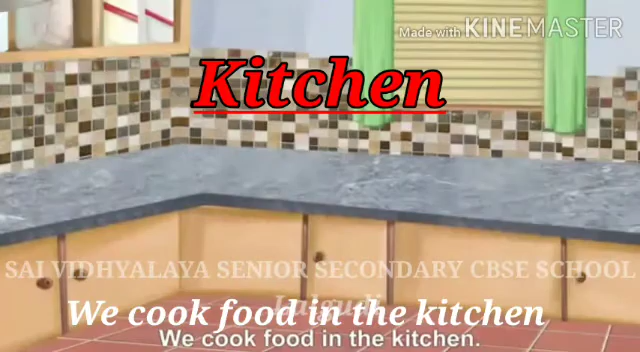 Made with KINEMASTER
Kitchen
SAI VIDHYALAYA SENIOR SECONDARY CBSE SCHOOL
We cook food in the kitchen
We cook food in the kitchen.